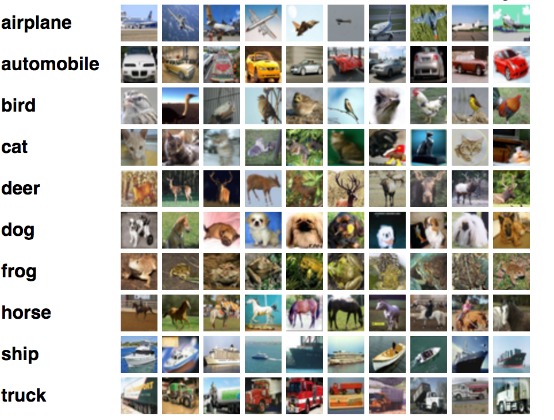 airplane
automobile
bird
cat
deer
dog
frog
horse
ship
truck